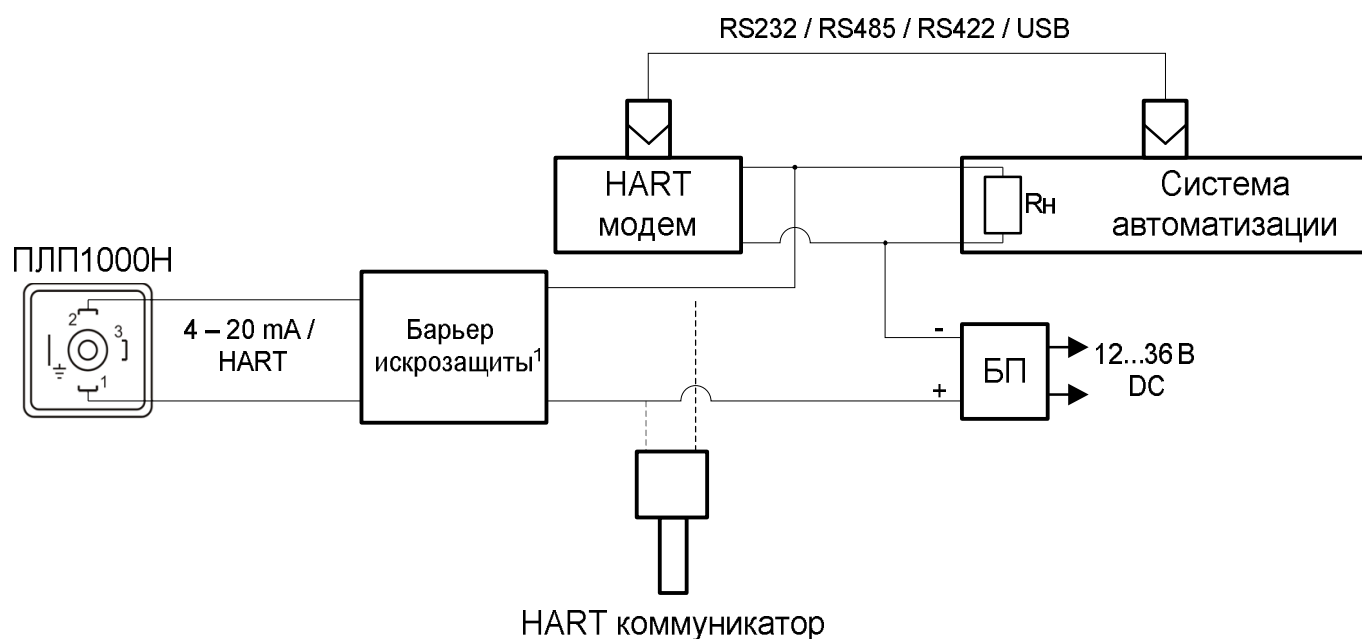 RS232 / RS485 / RS422 / USB
HART
модем
Rн
Система
автоматизации
ПЛП1000Н
2
3
1
4 – 20 mA /
HART
Барьер
искрозащиты¹
-
+
БП
12...36 В
DC
HART коммуникатор